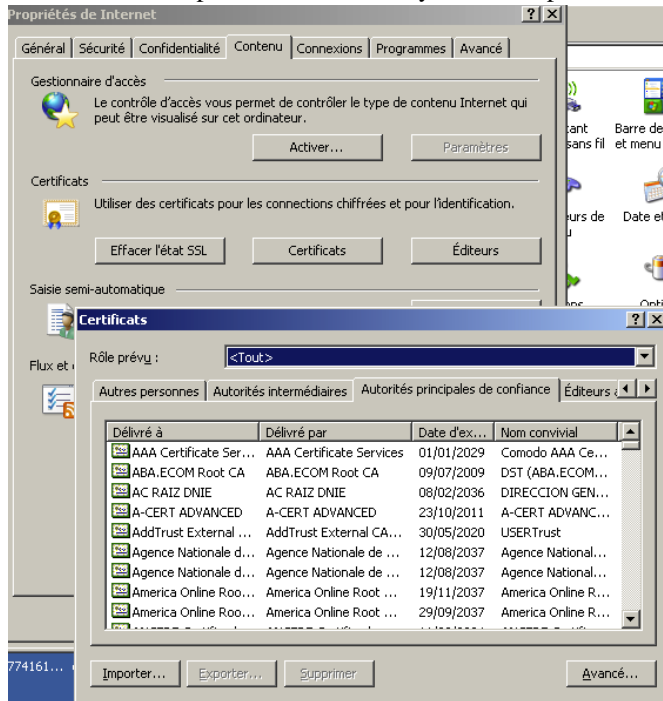 Propriétés de Internet
Général Sécurité Confidentialité Contenu Connexions Programmes Avancé
Gestionnaire d'accès
Le contrôle d'accès vous permet de contrôler le type de contenu Internet qui
peut être visualisé sur cet ordinateur.
Activer...
Paramètres
Certificats
Utiliser des certificats pour les connections chiffrées et pour l'identification.
Effacer l'état SSL
Certificats
Éditeurs
Saisie semi-automatique
Flux et
Barre de
sans fil et menu
Date et
Certificats
Rôle prévu :
<Tout>
Autres personnes Autorités intermédiaires Autorités principales de confiance Éditeurs
Délivré à Délivré par Date d'ex... Nom convivial
AAA Certificate Ser... AAA Certificate Services 01/01/2029 Comodo AAA Ce...
ABA.ECOM Root CA ABA.ECOM Root CA 09/07/2009 DST (ABA.ECOM...
AC RAIZ DNIE AC RAIZ DNIE 08/02/2036 DIRECCION GEN...
A-CERT ADVANCED A-CERT ADVANCED 23/10/2011 A-CERT ADVANC...
AddTrust External ... AddTrust External CA... 30/05/2020 USERTrust
Agence Nationale d... Agence Nationale de ... 12/08/2037 Agence National...
Agence Nationale d... Agence Nationale de ... 12/08/2037 Agence National...
America Online Roo... America Online Root ... 19/11/2037 America Online R...
America Online Roo... America Online Root ... 29/09/2037 America Online R...
774161...
Importer...
Exporter...
Supprimer
Avancé...